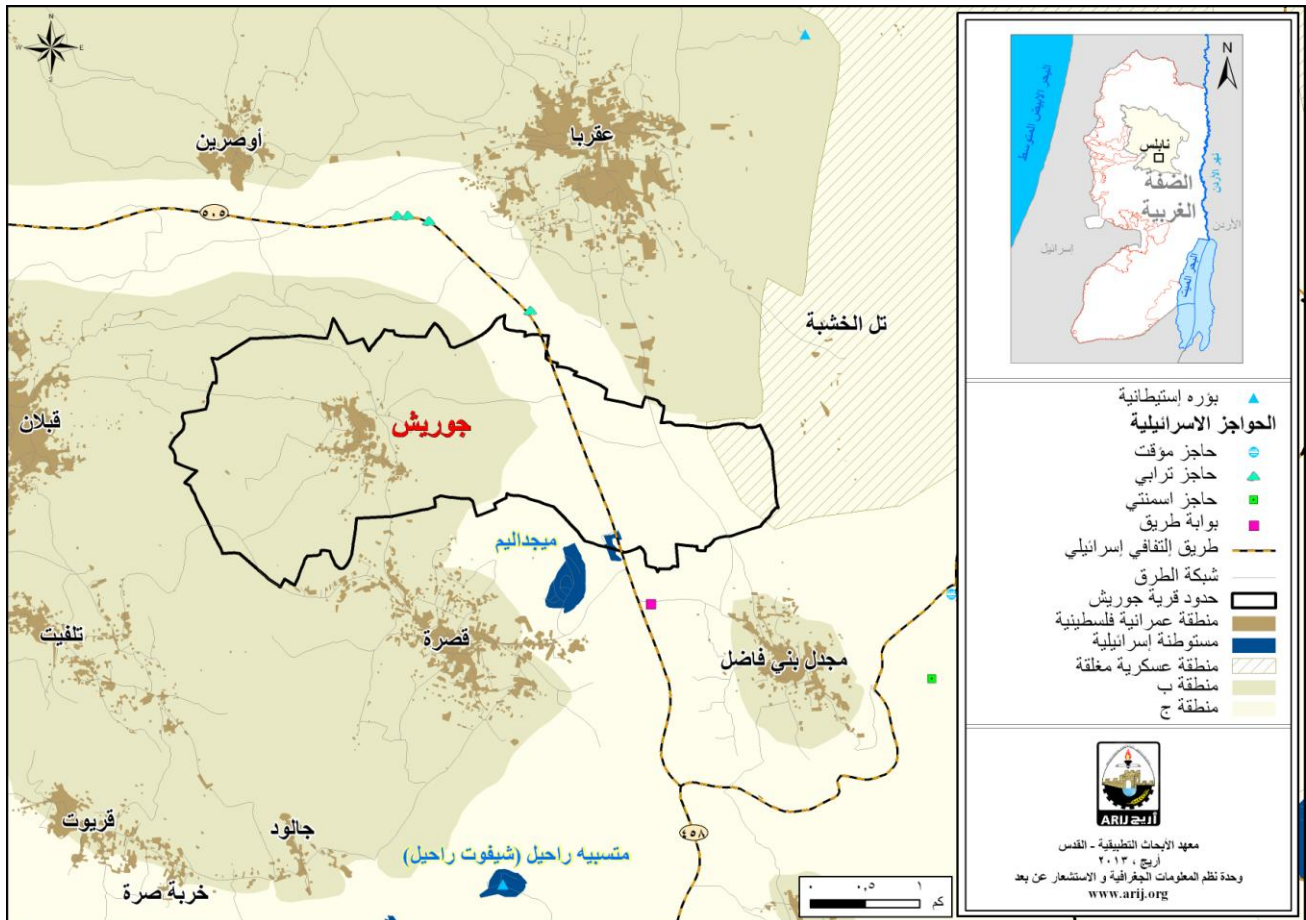 N
W
E
S
أوصرين
عقربا
٥٠٥
تل الخشبة
قبلان
جوريش
ميجداليم
تلفيت
قصرة
مجدل بني فاضل
قريوت
جالود
خربة صرة
متسبيه راحيل (شيفوت راحيل)
٤٥٨
٠
٠,٥
١
كم
N
البحر الابيض المتوسط
نابلس
الضفة
الغربية
نهر الاردن
الأردن
إسرائيل
البحر الميت
بؤره إستيطانية
الحواجز الاسرائيلية
حاجز مؤقت
حاجز ترابي
حاجز اسمنتي
بوابة طريق
طريق إلتفافي إسرائيلي
شبكة الطرق
حدود قرية جوريش
منطقة عمرانية فلسطينية
مستوطنة إسرائيلية
منطقة عسكرية مغلقة
منطقة ب
منطقة ج
ARIJ أريج
معهد الأبحاث التطبيقية - القدس
أريج ، ٢٠١٣
وحدة نظم المعلومات الجغرافية و الاستشعار عن بعد
www.arij.org